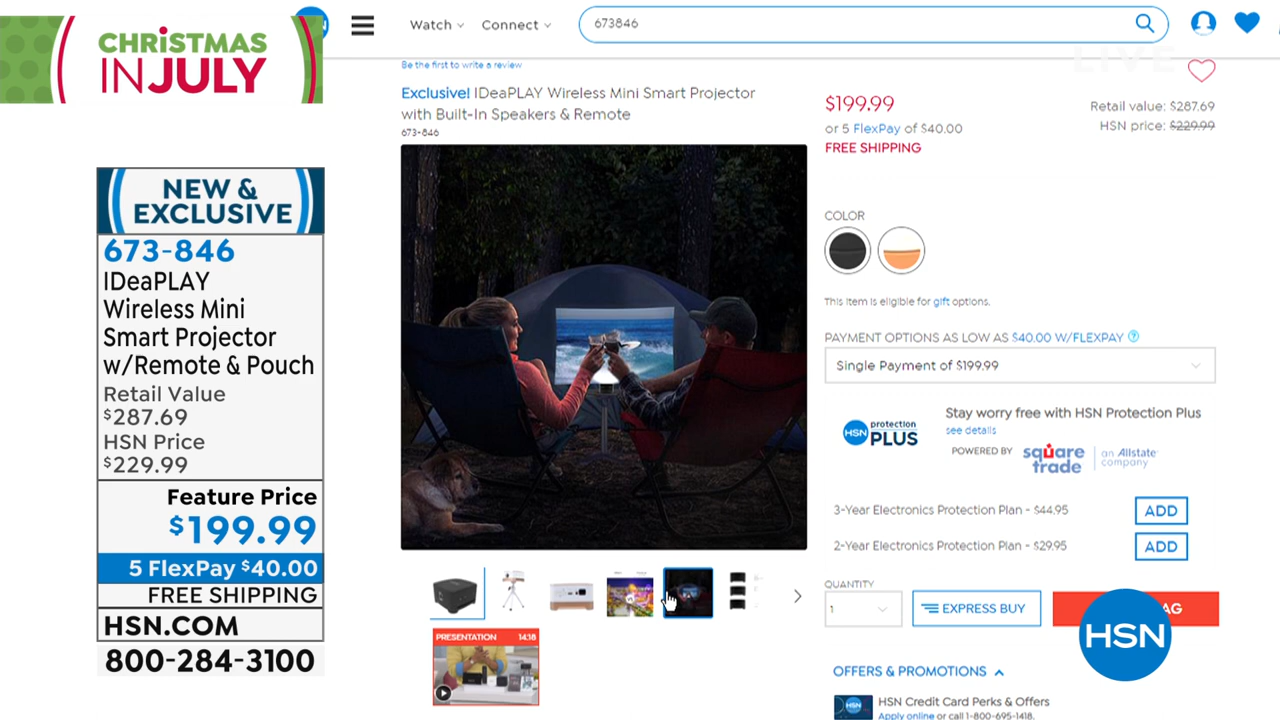 CHRiSTMAS
IN JULY
Watch
Connect
673846
LIVE
Be the first to write a review
Exclusive! IDeaPLAY Wireless Mini Smart Projector
with Built-In Speakers & Remote
673-846
$199.99
or 5 FlexPay of $40.00
FREE SHIPPING
Retail value: $287.69
HSN price: $229.99
NEW &
EXCLUSIVE
673-846
IDeaPLAY
Wireless Mini
Smart Projector
w/Remote & Pouch
Retail Value
$287.69
HSN Price
$229.99
Feature Price
$199.99
5 FlexPay $40.00
FREE SHIPPING
HSN.COM
800-284-3100
COLOR
This item is eligible for gift options.
PAYMENT OPTIONS AS LOW AS $40.00 W/FLEXPAY ?
Single Payment of $199.99
HSN protection
PLUS
Stay worry free with HSN Protection Plus
see details
POWERED BY
square
trade
an Allstate
company
3-Year Electronics Protection Plan - $44.95
ADD
2-Year Electronics Protection Plan - $29.95
ADD
QUANTITY
1
EXPRESS BUY
AG
HSN
PRESENTATION 14:18
OFFERS & PROMOTIONS
HSN
HSN Credit Card Perks & Offers
Apply online or call 1-800-695-1418.